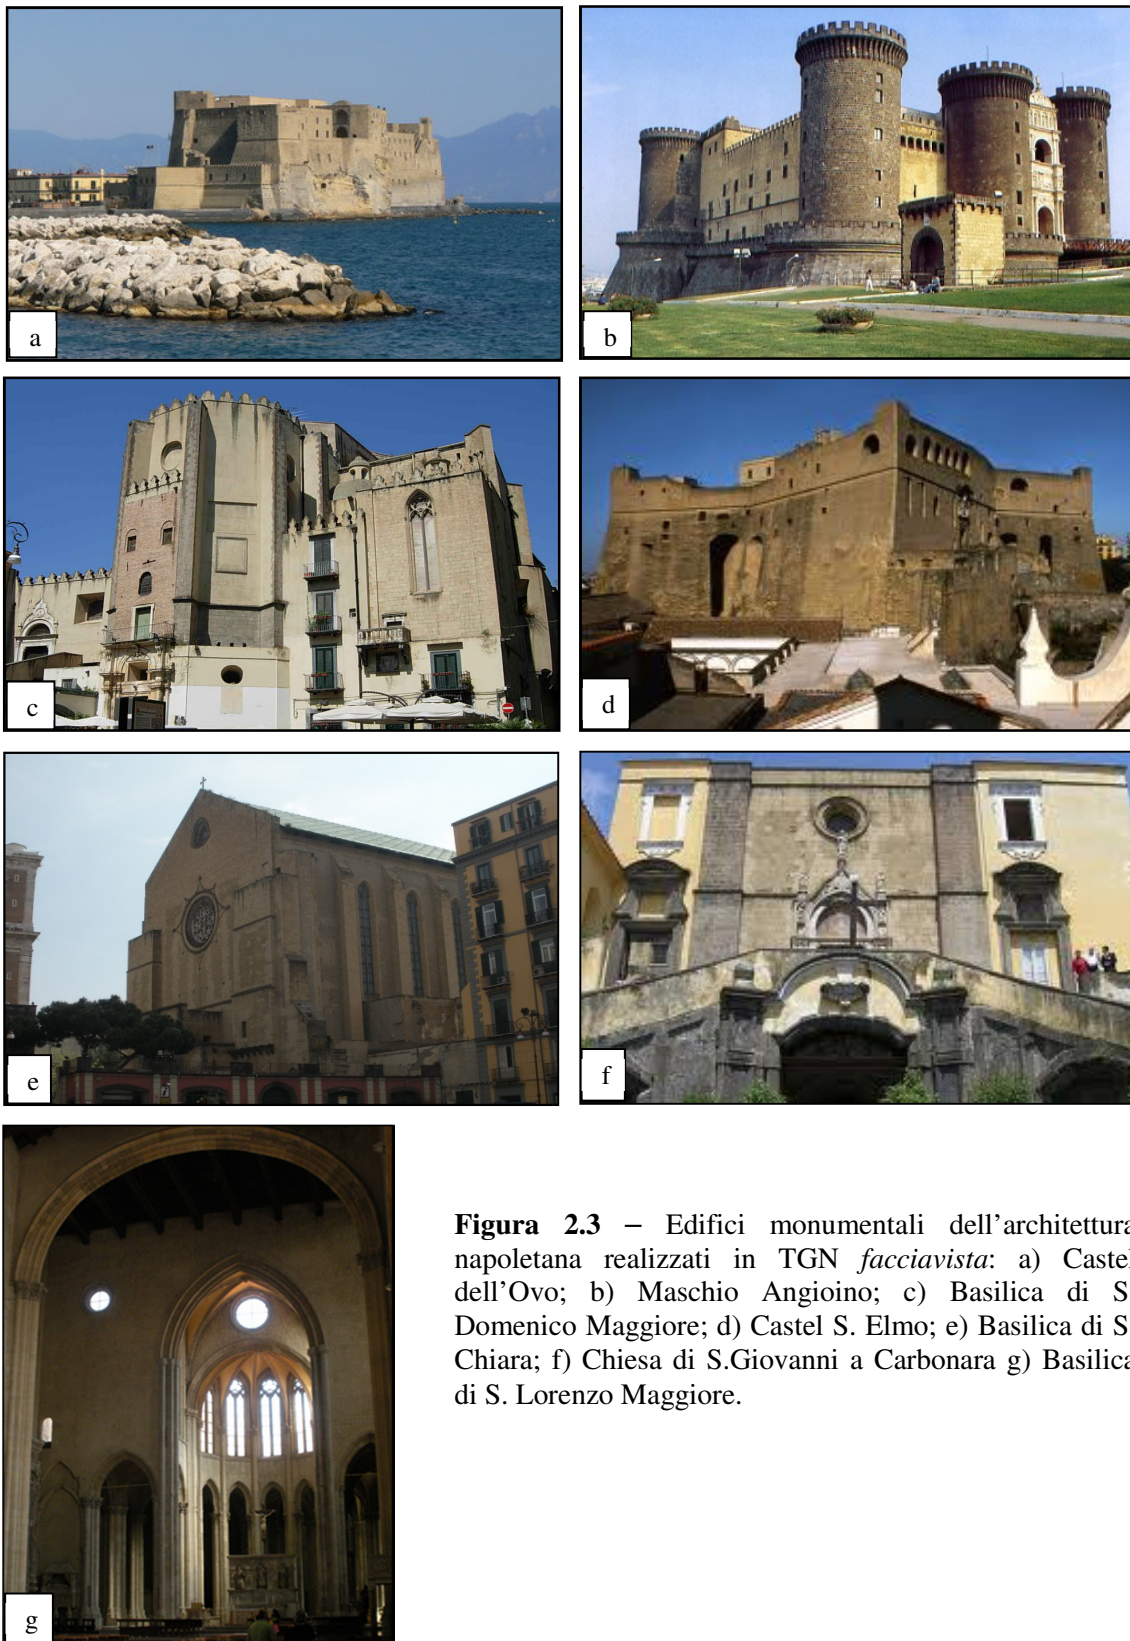 a
b
c
d
e
f
g
Figura 2.3 – Edifici monumentali dell’architettura
napoletana realizzati in TGN facciavista: a) Castel
dell’Ovo; b) Maschio Angioino; c) Basilica di S.
Domenico Maggiore; d) Castel S. Elmo; e) Basilica di S.
Chiara; f) Chiesa di S.Giovanni a Carbonara g) Basilica
di S. Lorenzo Maggiore.